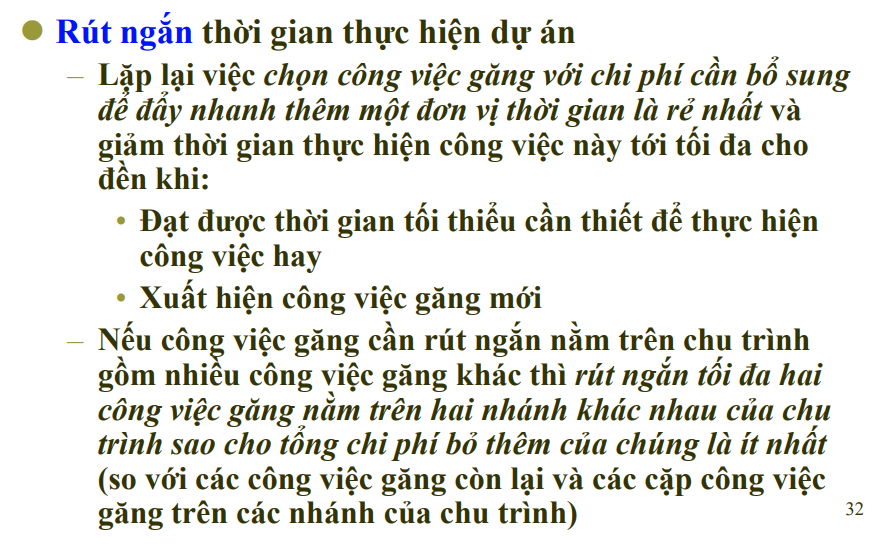 Rút ngắn thời gian thực hiện dự án
– Lặp lại việc chọn công việc găng với chi phí cần bổ sung
để đẩy nhanh thêm một đơn vị thời gian là rẻ nhất và
giảm thời gian thực hiện công việc này tới tối đa cho
đền khi:
• Đạt được thời gian tối thiểu cần thiết để thực hiện
công việc hay
• Xuất hiện công việc găng mới
– Nếu công việc găng cần rút ngắn nằm trên chu trình
gồm nhiều công việc găng khác thì rút ngắn tối đa hai
công việc găng nằm trên hai nhánh khác nhau của chu
trình sao cho tổng chi phí bỏ thêm của chúng là ít nhất
(so với các công việc găng còn lại và các cặp công việc
găng trên các nhánh của chu trình)
32